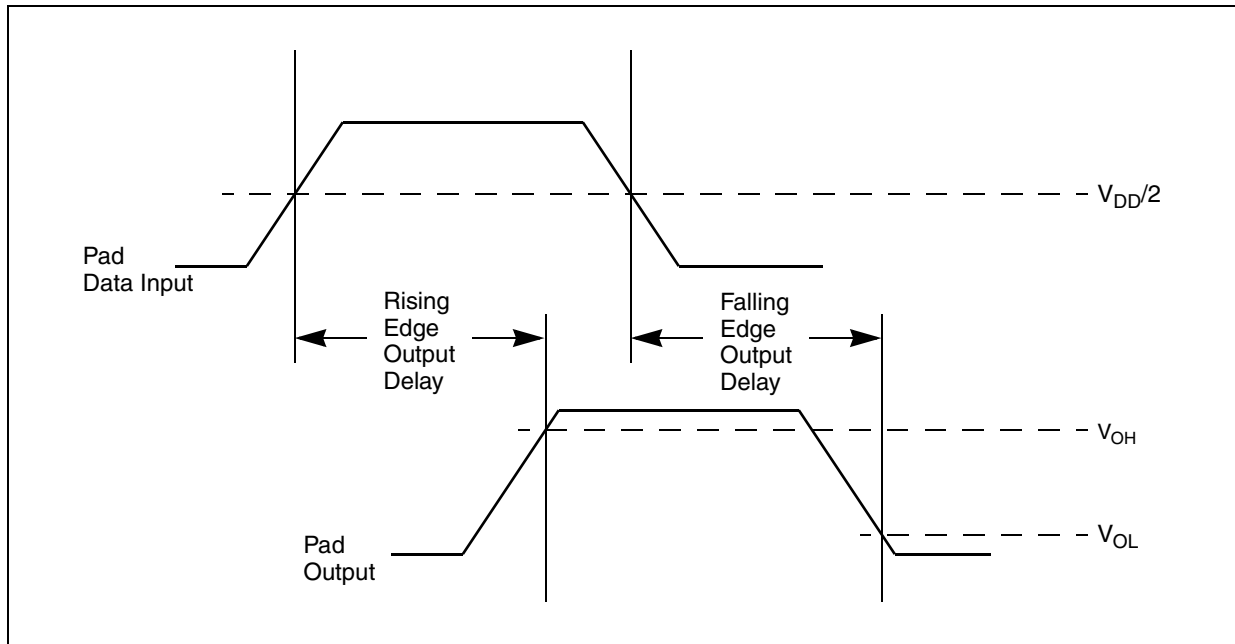 V_DD/2
Pad
Data Input
Rising
Edge
Output
Delay
Falling
Edge
Output
Delay
V_OH
V_OL
Pad
Output